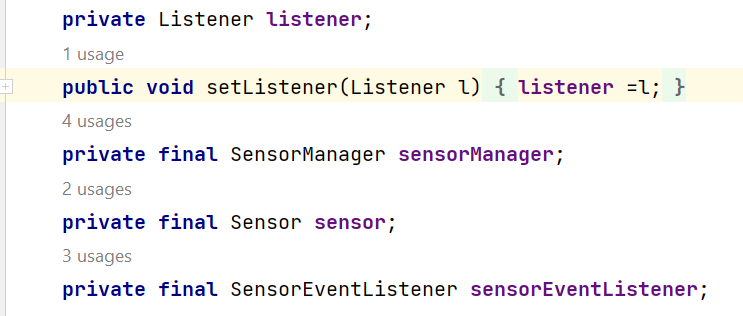 private Listener listener;
1 usage
public void setListener(Listener l) { listener =l; }
4 usages
private final SensorManager sensorManager;
2 usages
private final Sensor sensor;
3 usages
private final SensorEventListener sensorEventListener;